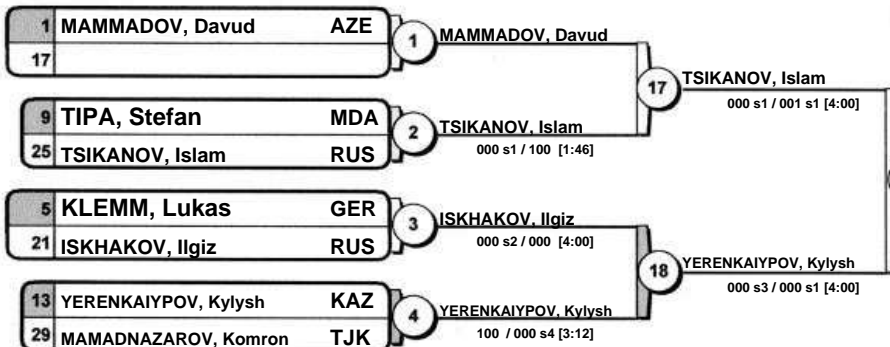 1 MAMMADOV, Davud AZE
17
1
MAMMADOV, Davud
9 TIPA, Stefan MDA
25 TSIKANOV, Islam RUS
2
TSIKANOV, Islam
000 s1 / 100 [1:46]
17
TSIKANOV, Islam
000 s1 / 001 s1 [4:00]
5 KLEMM, Lukas GER
21 ISKHAKOV, Ilgiz RUS
3
ISKHAKOV, Ilgiz
000 s2 / 000 [4:00]
13 YERENKAIYPOV, Kylysh KAZ
29 MAMADNAZAROV, Komron TJK
4
YERENKAIYPOV, Kylysh
100 / 000 s4 [3:12]
18
YERENKAIYPOV, Kylysh
000 s3 / 000 s1 [4:00]